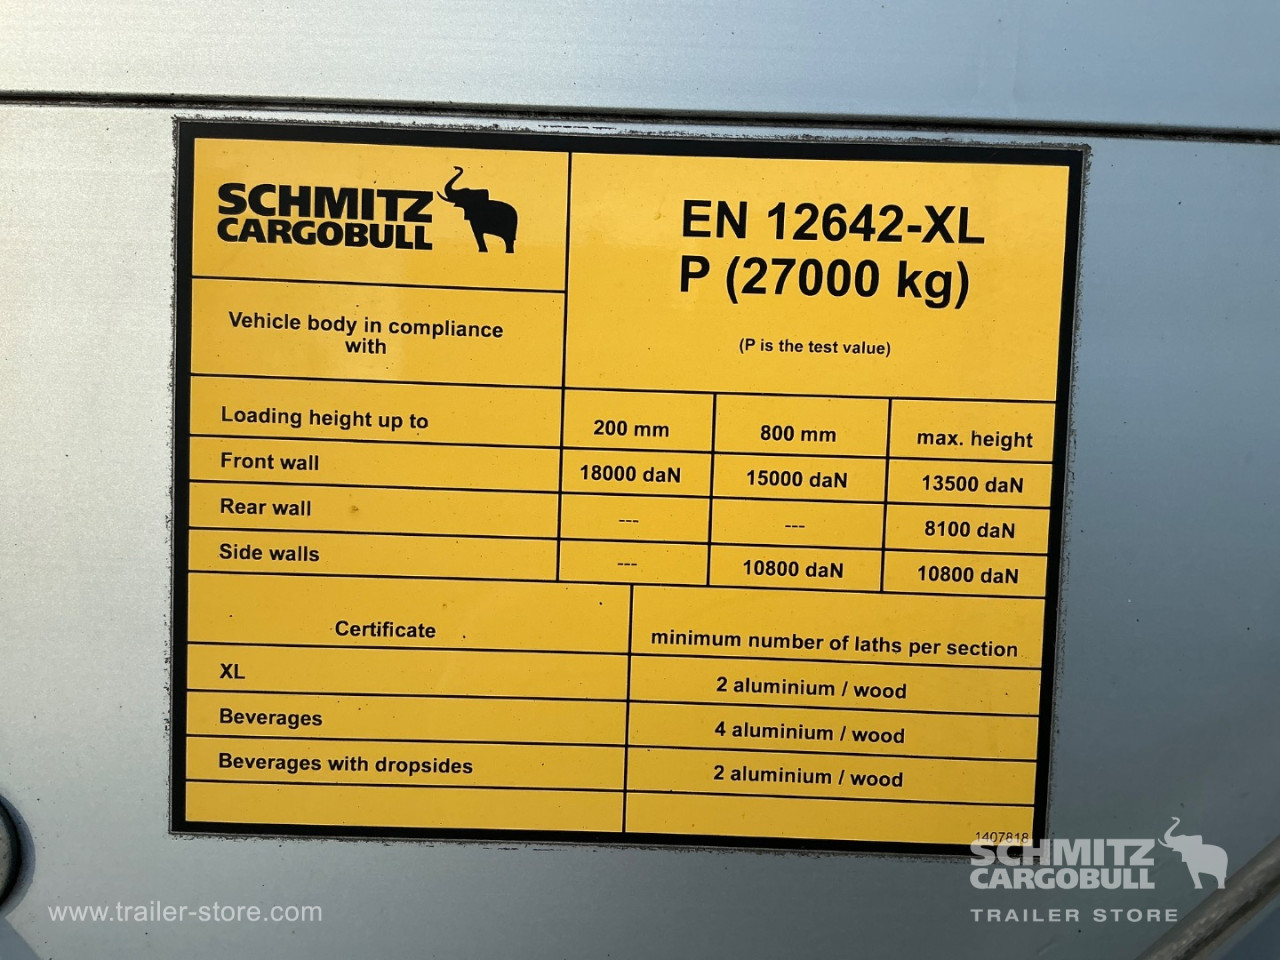 SCHMITZ
CARGOBULL
EN 12642-XL
P (27000 kg)
(P is the test value)
Vehicle body in compliance
with
Loading height up to 200 mm 800 mm max. height
Front wall 18000 daN 15000 daN 13500 daN
Rear wall --- --- 8100 daN
Side walls --- 10800 daN 10800 daN
Certificate minimum number of laths per section
XL 2 aluminium / wood
Beverages 4 aluminium / wood
Beverages with dropsides 2 aluminium / wood
1407818
SCHMITZ
CARGOBULL
TRAILER STORE
www.trailer-store.com